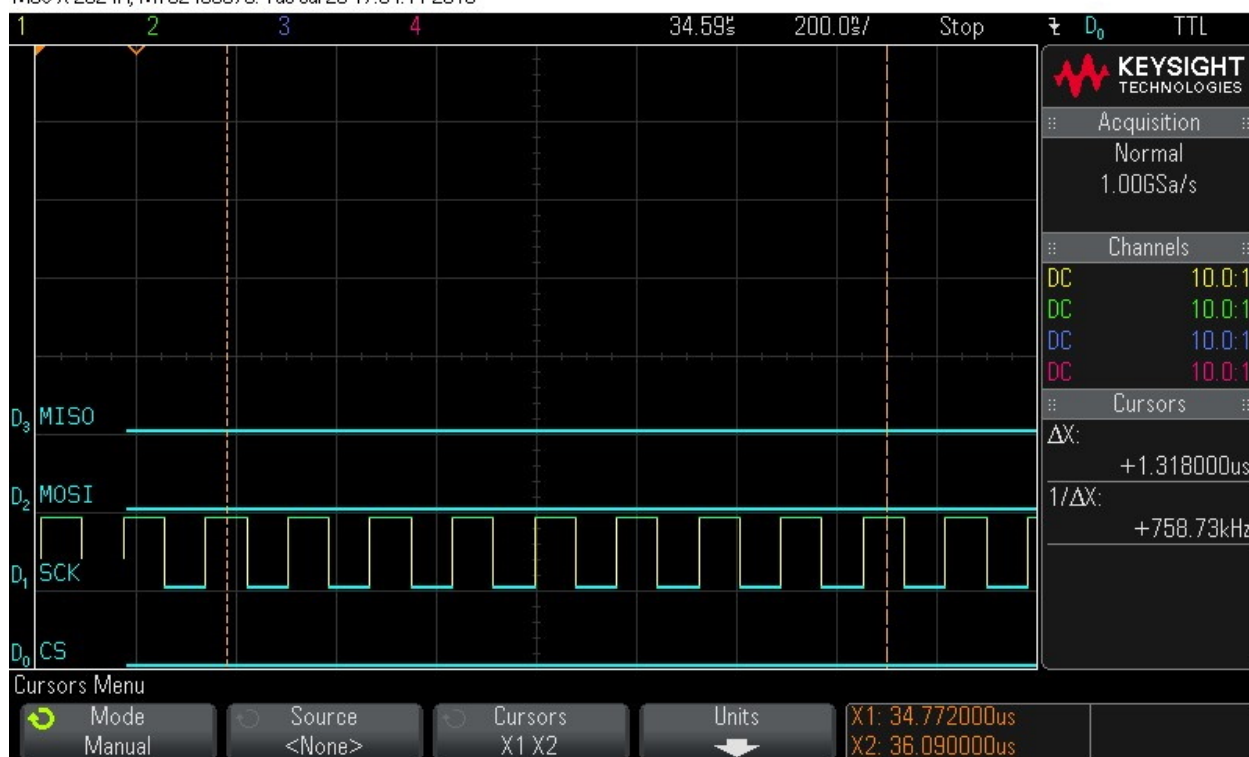 1 2 3 4 34.59s 200.0s/ Stop D0 TTL
KEYSIGHT
TECHNOLOGIES
Acquisition
Normal
1.00GSa/s
Channels
DC 10.0:1
DC 10.0:1
DC 10.0:1
DC 10.0:1
Cursors
ΔX:
+1.318000us
1/ΔX:
+758.73kHz
D3 MISO
D2 MOSI
D1 SCK
D0 CS
Cursors Menu
Mode
Manual
Source
<None>
Cursors
X1 X2
Units
X1: 34.772000us
X2: 36.090000us